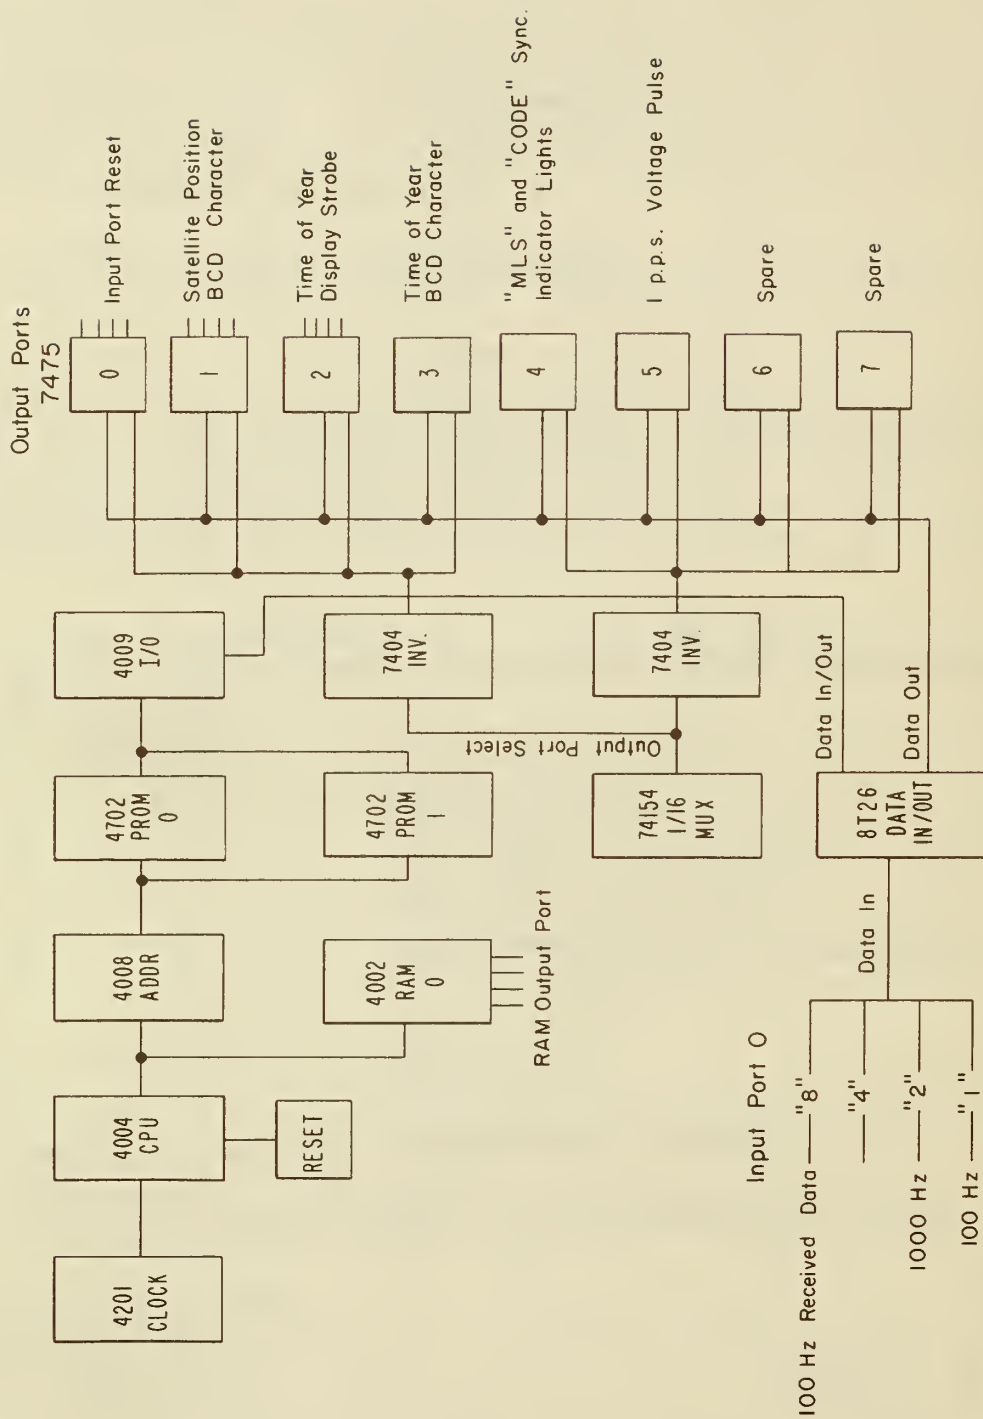 Output Ports
7475
0
Input Port Reset
1
Satellite Position
BCD Character
2
Time of Year
Display Strobe
3
Time of Year
BCD Character
4
"MLS" and "CODE" Sync.
Indicator Lights
5
1 p.p.s. Voltage Pulse
6
Spare
7
Spare
4201
CLOCK
4004
CPU
RESET
4008
ADDR
4002
RAM
0
RAM Output Port
4702
PROM
0
4702
PROM
1
4009
I/O
7404
INV.
7404
INV.
Output Port Select
74154
1/16
MUX
8T26
DATA
IN/OUT
Data In/Out
Data Out
Data In
Input Port 0
100 Hz Received Data "8"
"4"
1000 Hz "2"
100 Hz "1"